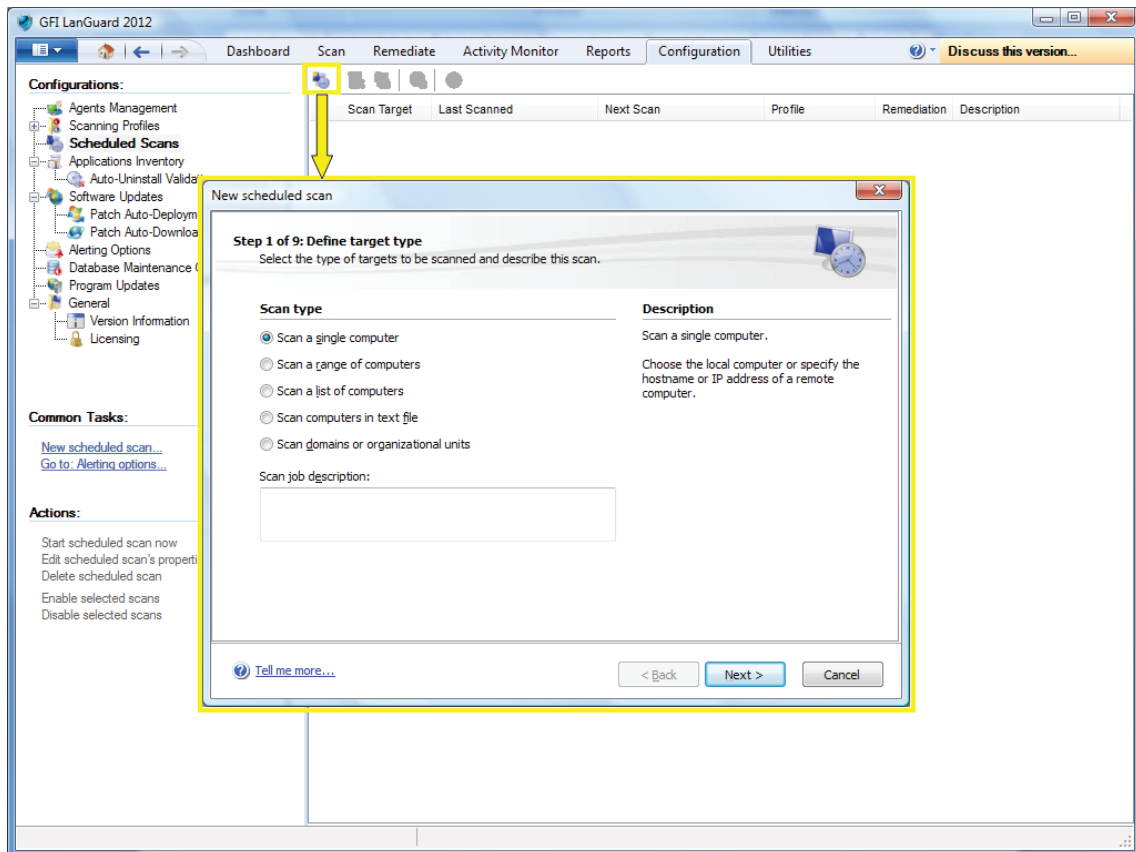 GFI LanGuard 2012
Dashboard Scan Remediate Activity Monitor Reports Configuration Utilities Discuss this version...
Configurations:
Agents Management
Scanning Profiles
Scheduled Scans
Applications Inventory
Auto-Uninstall Valida
Software Updates
Patch Auto-Deploym
Patch Auto-Downloa
Alerting Options
Database Maintenance
Program Updates
General
Version Information
Licensing
Common Tasks:
New scheduled scan...
Go to: Alerting options...
Actions:
Start scheduled scan now
Edit scheduled scan's properti
Delete scheduled scan
Enable selected scans
Disable selected scans
Scan Target Last Scanned Next Scan Profile Remediation Description
New scheduled scan
Step 1 of 9: Define target type
Select the type of targets to be scanned and describe this scan.
Scan type
Scan a single computer
Scan a range of computers
Scan a list of computers
Scan computers in text file
Scan domains or organizational units
Scan job description:
Description
Scan a single computer.
Choose the local computer or specify the
hostname or IP address of a remote
computer.
Tell me more...
< Back Next > Cancel